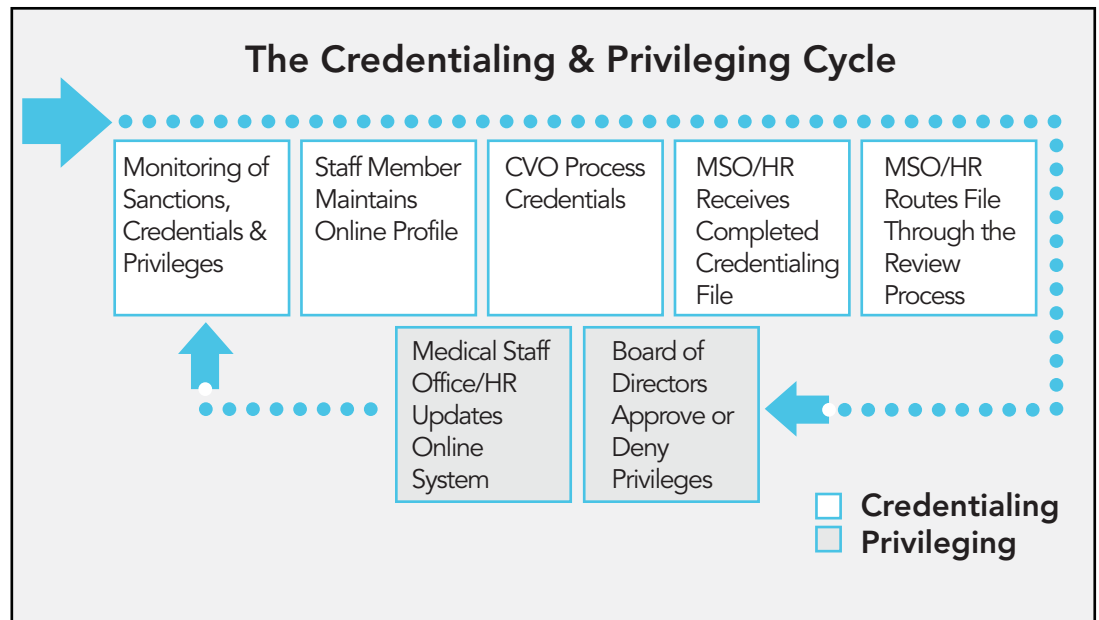 The Credentialing & Privileging Cycle
Monitoring of
Sanctions,
Credentials &
Privileges
Staff Member
Maintains
Online Profile
CVO Process
Credentials
MSO/HR
Receives
Completed
Credentialing
File
MSO/HR
Routes File
Through the
Review
Process
Medical Staff
Office/HR
Updates
Online
System
Board of
Directors
Approve or
Deny
Privileges
Credentialing
Privileging